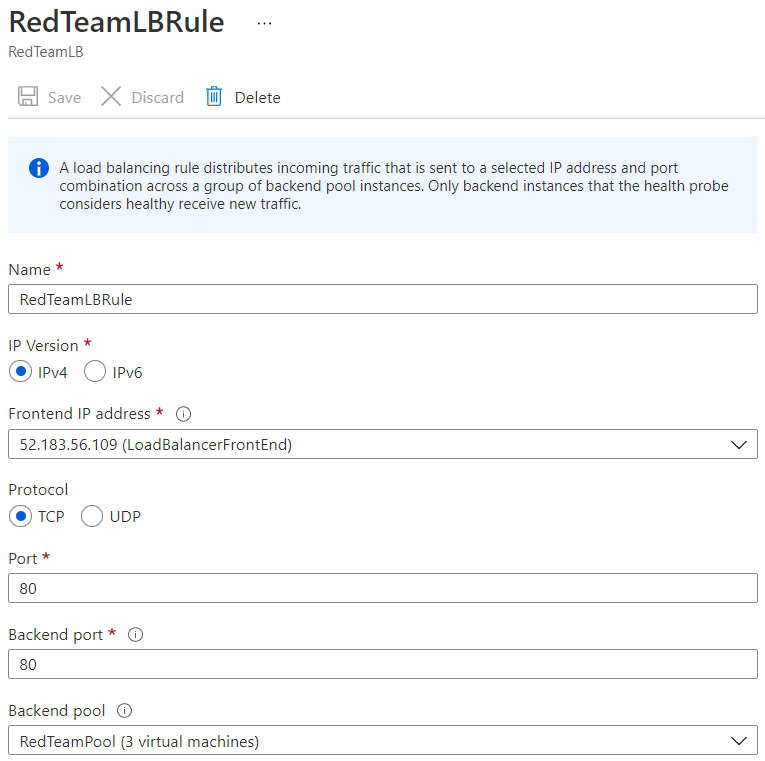 RedTeamLBRule ...
RedTeamLB
Save Discard Delete
A load balancing rule distributes incoming traffic that is sent to a selected IP address and port
combination across a group of backend pool instances. Only backend instances that the health probe
considers healthy receive new traffic.
Name *
RedTeamLBRule
IP Version *
IPv4 IPv6
Frontend IP address *
52.183.56.109 (LoadBalancerFrontEnd)
Protocol
TCP UDP
Port *
80
Backend port *
80
Backend pool
RedTeamPool (3 virtual machines)